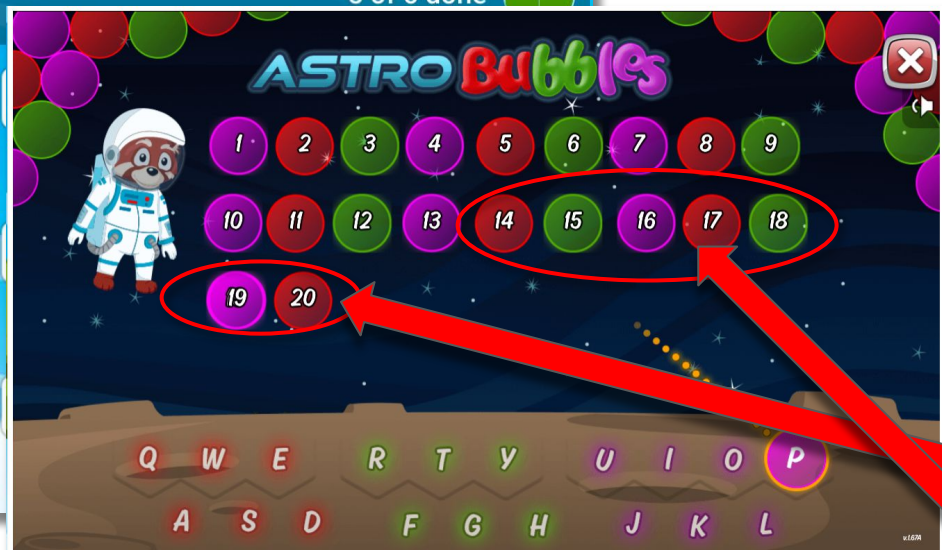 ASTRO Bubbles
1 2 3 4 5 6 7 8 9
10 11 12 13 14 15 16 17 18
19 20
Q W E R T Y U I O P
A S D F G H J K L
v.1.67A